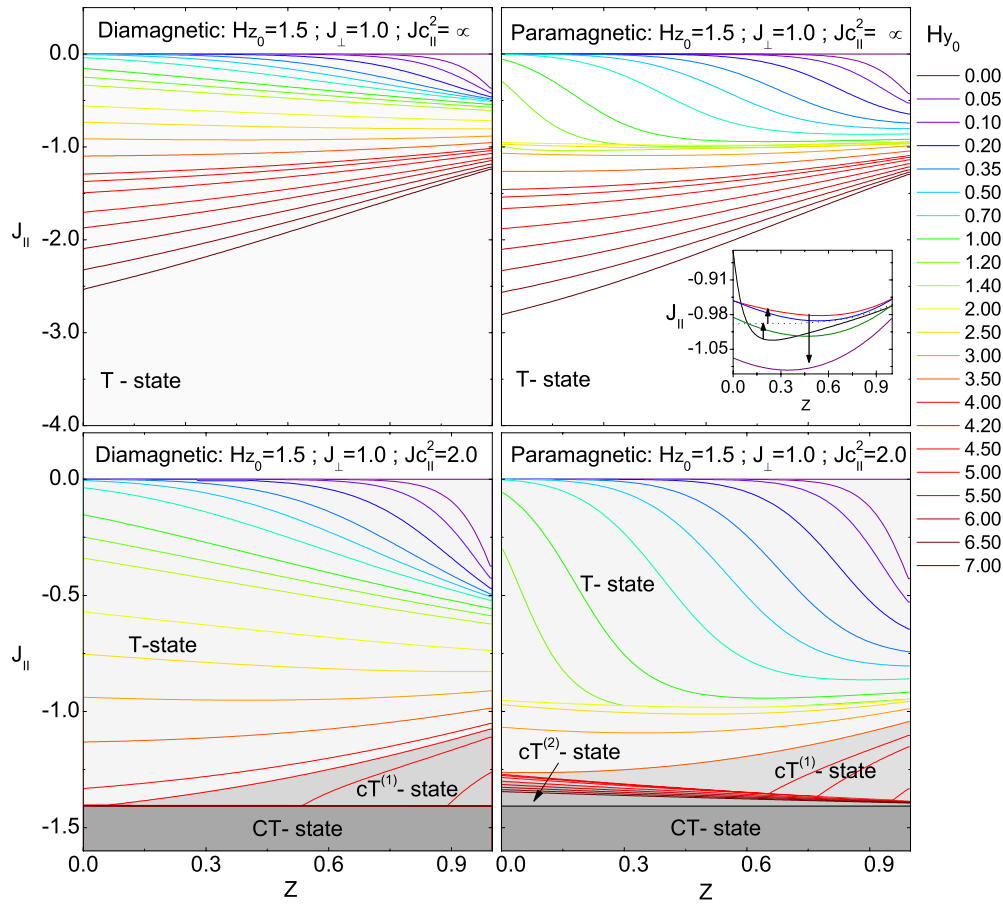 Diamagnetic: Hz₀=1.5 ; J⊥=1.0 ; Jc∥²= ∝
Paramagnetic: Hz₀=1.5 ; J⊥=1.0 ; Jc∥²= ∝
Hy₀
0.0
-1.0
-2.0
-3.0
-4.0
J∥
T - state
T- state
-0.91
-0.98
-1.05
J∥
0.0 0.3 0.6 0.9
Z
0.00
0.05
0.10
0.20
0.35
0.50
0.70
1.00
1.20
1.40
2.00
2.50
3.00
3.50
4.00
4.20
4.50
5.00
5.50
6.00
6.50
7.00
Diamagnetic: Hz₀=1.5 ; J⊥=1.0 ; Jc∥²=2.0
Paramagnetic: Hz₀=1.5 ; J⊥=1.0 ; Jc∥²=2.0
0.0
-0.5
-1.0
-1.5
J∥
T-state
cT⁽¹⁾- state
CT- state
T- state
cT⁽²⁾- state
cT⁽¹⁾- state
CT- state
0.0 0.3 0.6 0.9
0.0 0.3 0.6 0.9
Z
Z